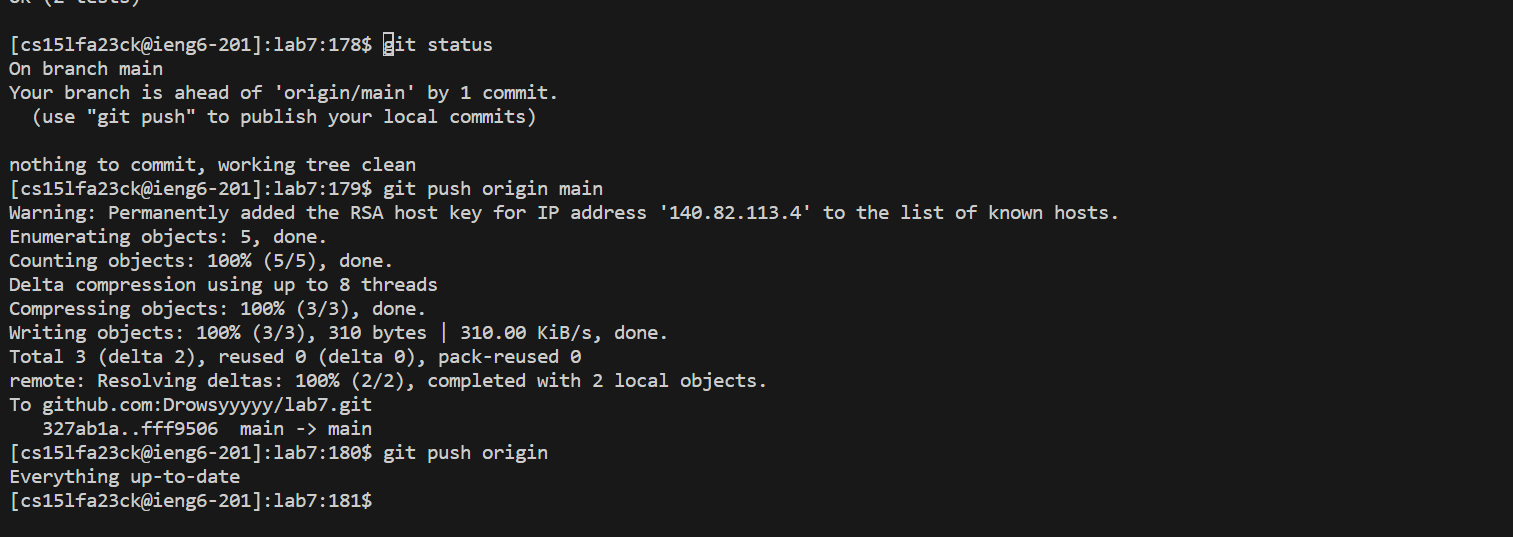 (2 tests)
[cs15lfa23ck@ieng6-201]:lab7:178$ git status
On branch main
Your branch is ahead of 'origin/main' by 1 commit.
  (use "git push" to publish your local commits)
nothing to commit, working tree clean
[cs15lfa23ck@ieng6-201]:lab7:179$ git push origin main
Warning: Permanently added the RSA host key for IP address '140.82.113.4' to the list of known hosts.
Enumerating objects: 5, done.
Counting objects: 100% (5/5), done.
Delta compression using up to 8 threads
Compressing objects: 100% (3/3), done.
Writing objects: 100% (3/3), 310 bytes | 310.00 KiB/s, done.
Total 3 (delta 2), reused 0 (delta 0), pack-reused 0
remote: Resolving deltas: 100% (2/2), completed with 2 local objects.
To github.com:Drowsyyyyy/lab7.git
   327ab1a..fff9506  main -> main
[cs15lfa23ck@ieng6-201]:lab7:180$ git push origin
Everything up-to-date
[cs15lfa23ck@ieng6-201]:lab7:181$